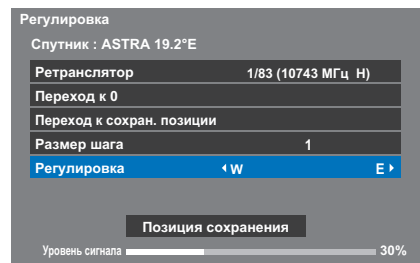 Регулировка
Спутник : ASTRA 19.2°E
Ретранслятор 1/83 (10743 МГц H)
Переход к 0
Переход к сохран. позиции
Размер шага 1
Регулировка W E
Позиция сохранения
Уровень сигнала 30%